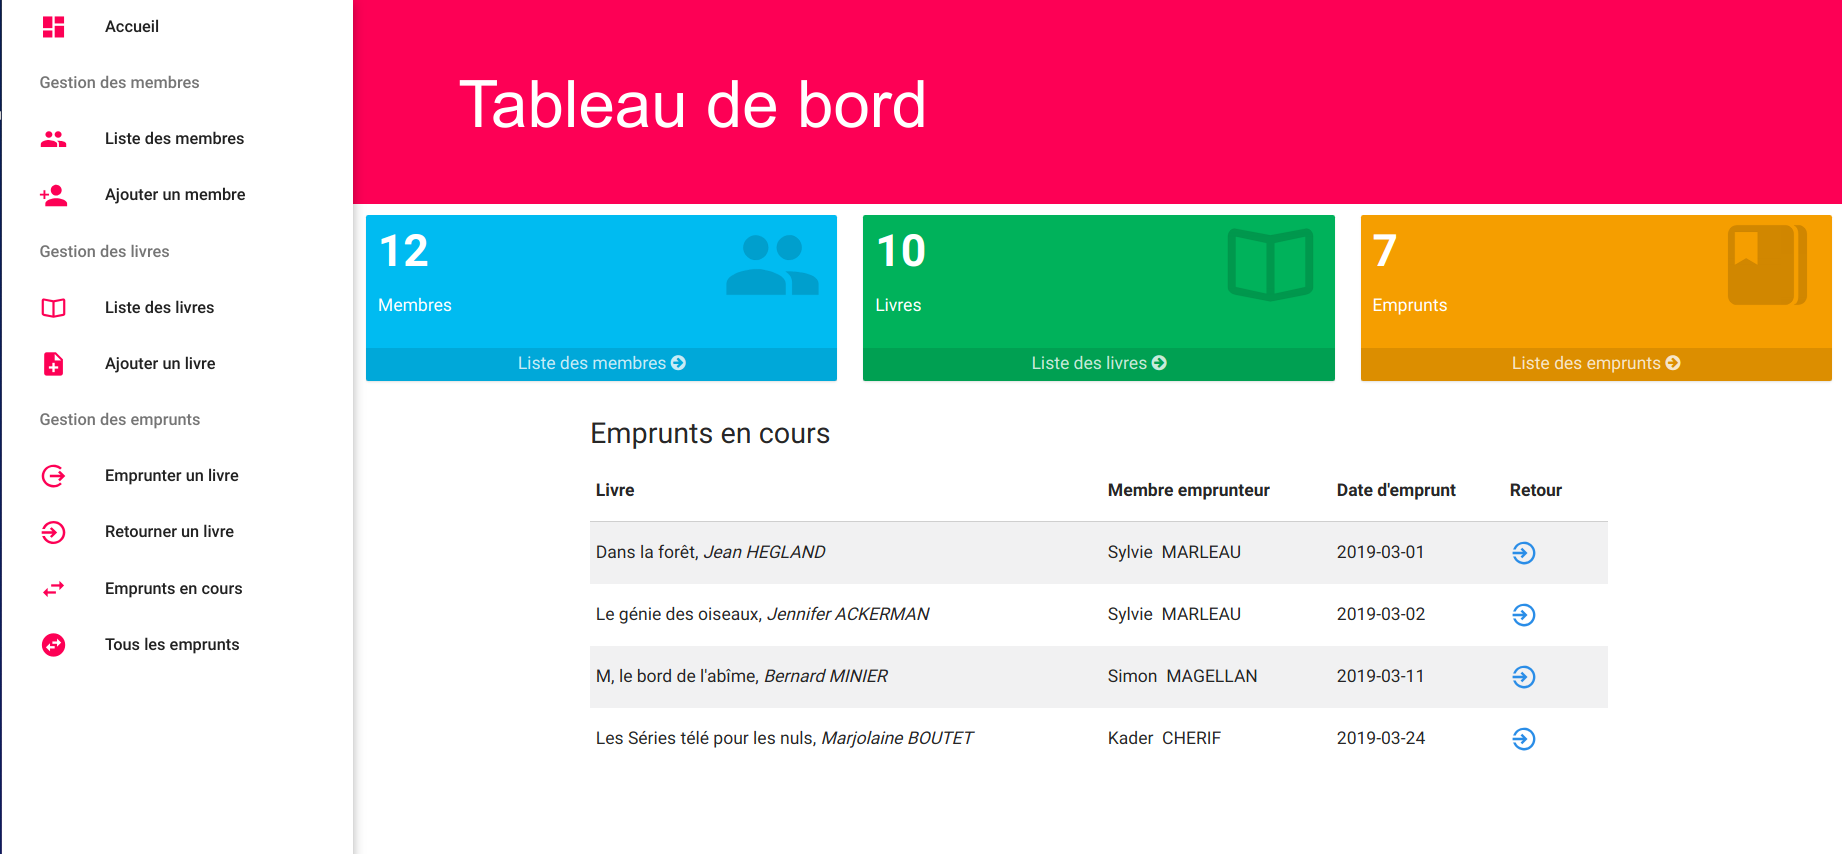 Accueil
Gestion des membres
Liste des membres
Ajouter un membre
Gestion des livres
Liste des livres
Ajouter un livre
Gestion des emprunts
Emprunter un livre
Retourner un livre
Emprunts en cours
Tous les emprunts
Tableau de bord
12
Membres
Liste des membres
10
Livres
Liste des livres
7
Emprunts
Liste des emprunts
Emprunts en cours
Livre Membre emprunteur Date d'emprunt Retour
Dans la forêt, Jean HEGLAND Sylvie MARLEAU 2019-03-01
Le génie des oiseaux, Jennifer ACKERMAN Sylvie MARLEAU 2019-03-02
M, le bord de l'abîme, Bernard MINIER Simon MAGELLAN 2019-03-11
Les Séries télé pour les nuls, Marjolaine BOUTET Kader CHERIF 2019-03-24